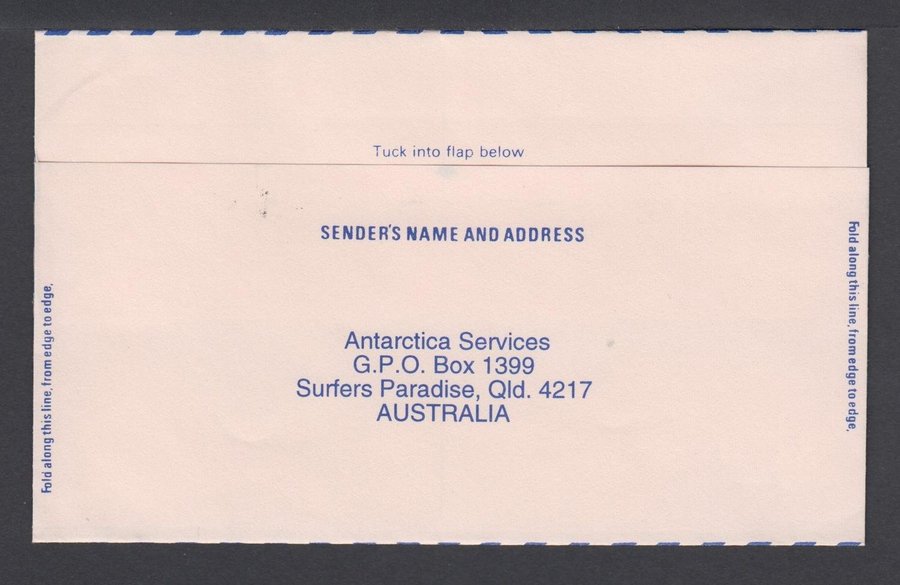 Tuck into flap below
SENDER'S NAME AND ADDRESS
Fold along this line, from edge to edge,
Fold along this line, from edge to edge,
Antarctica Services
G.P.O. Box 1399
Surfers Paradise, Qld. 4217
AUSTRALIA